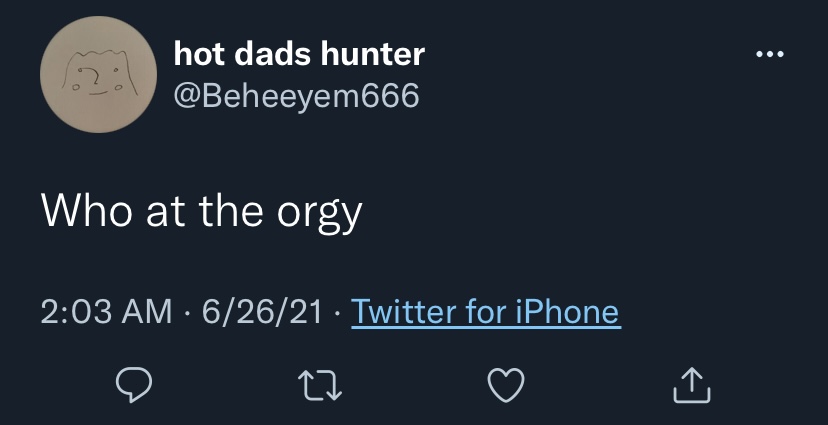 hot dads hunter
@Beheeyem666
Who at the orgy
2:03 AM · 6/26/21 · Twitter for iPhone